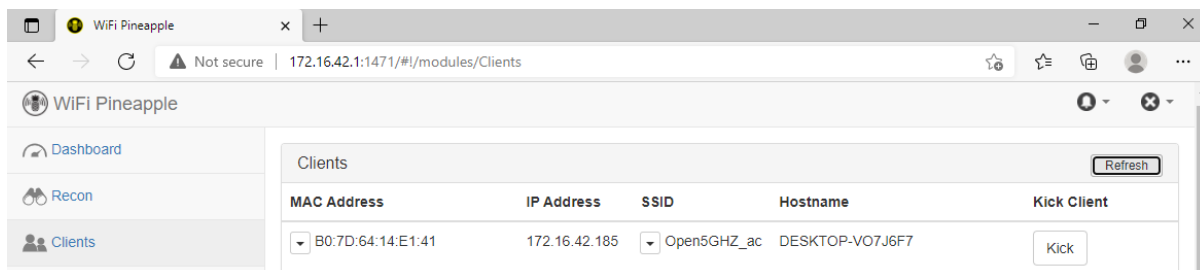 WiFi Pineapple
Not secure 172.16.42.1:1471/#!/modules/Clients
WiFi Pineapple
Dashboard
Clients Refresh
Recon
MAC Address IP Address SSID Hostname Kick Client
Clients
B0:7D:64:14:E1:41 172.16.42.185 Open5GHZ_ac DESKTOP-VO7J6F7 Kick